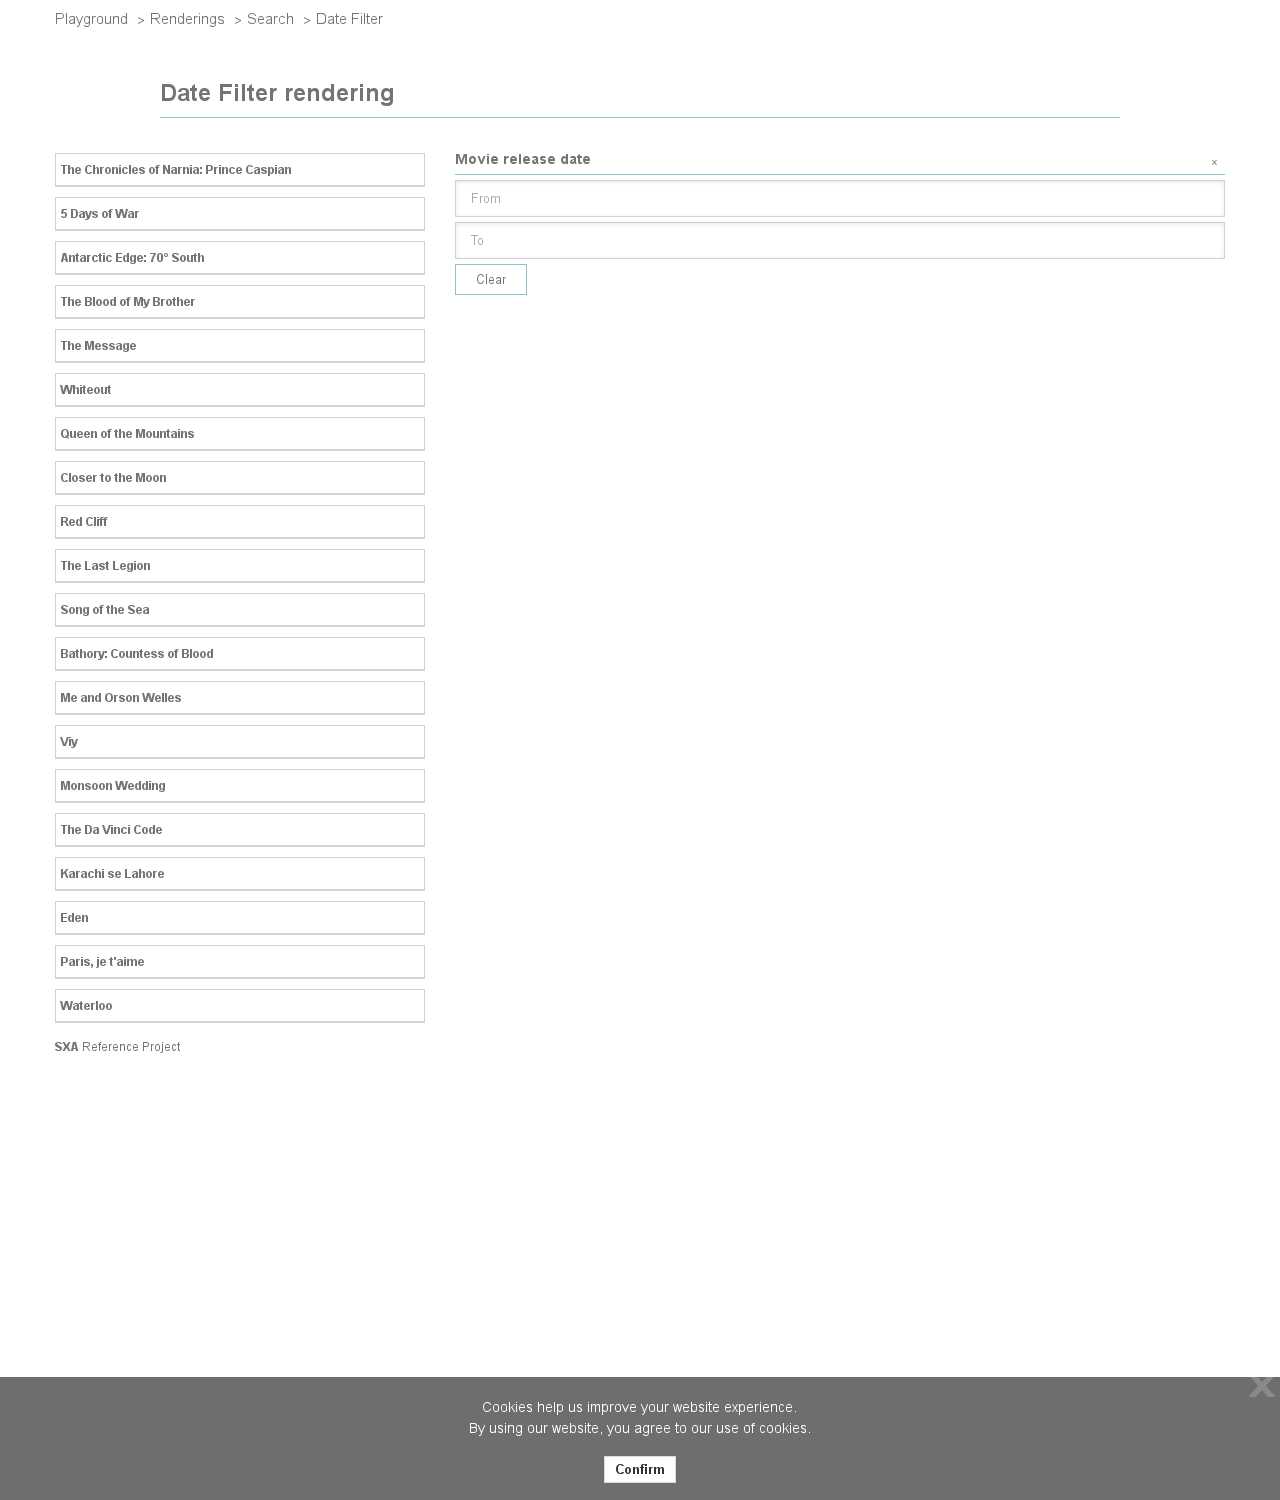 Playground > Renderings > Search > Date Filter
Date Filter rendering
The Chronicles of Narnia: Prince Caspian
5 Days of War
Antarctic Edge: 70° South
The Blood of My Brother
The Message
Whiteout
Queen of the Mountains
Closer to the Moon
Red Cliff
The Last Legion
Song of the Sea
Bathory: Countess of Blood
Me and Orson Welles
Viy
Monsoon Wedding
The Da Vinci Code
Karachi se Lahore
Eden
Paris, je t'aime
Waterloo
Movie release date x
From
To
Clear
SXA Reference Project
X
Cookies help us improve your website experience.
By using our website, you agree to our use of cookies.
Confirm